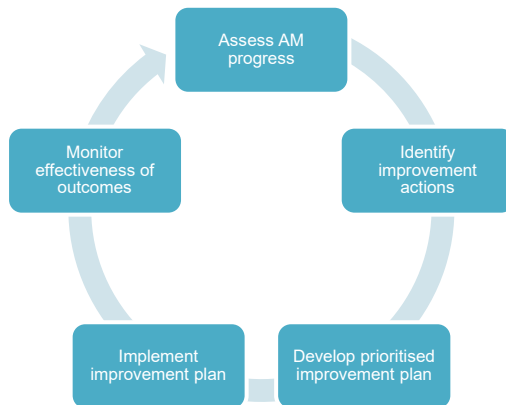 Assess AM
progress
Identify
improvement
actions
Develop prioritised
improvement plan
Implement
improvement plan
Monitor
effectiveness of
outcomes